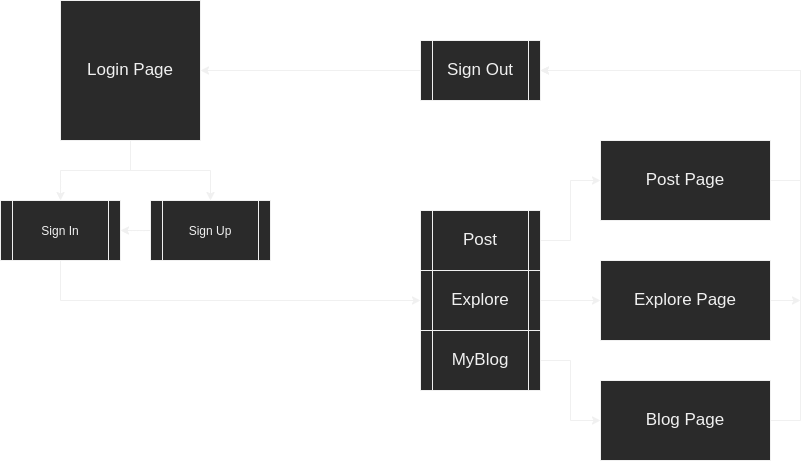 Login Page
Sign Out
Post Page
Sign In
Sign Up
Post
Explore
Explore Page
MyBlog
Blog Page